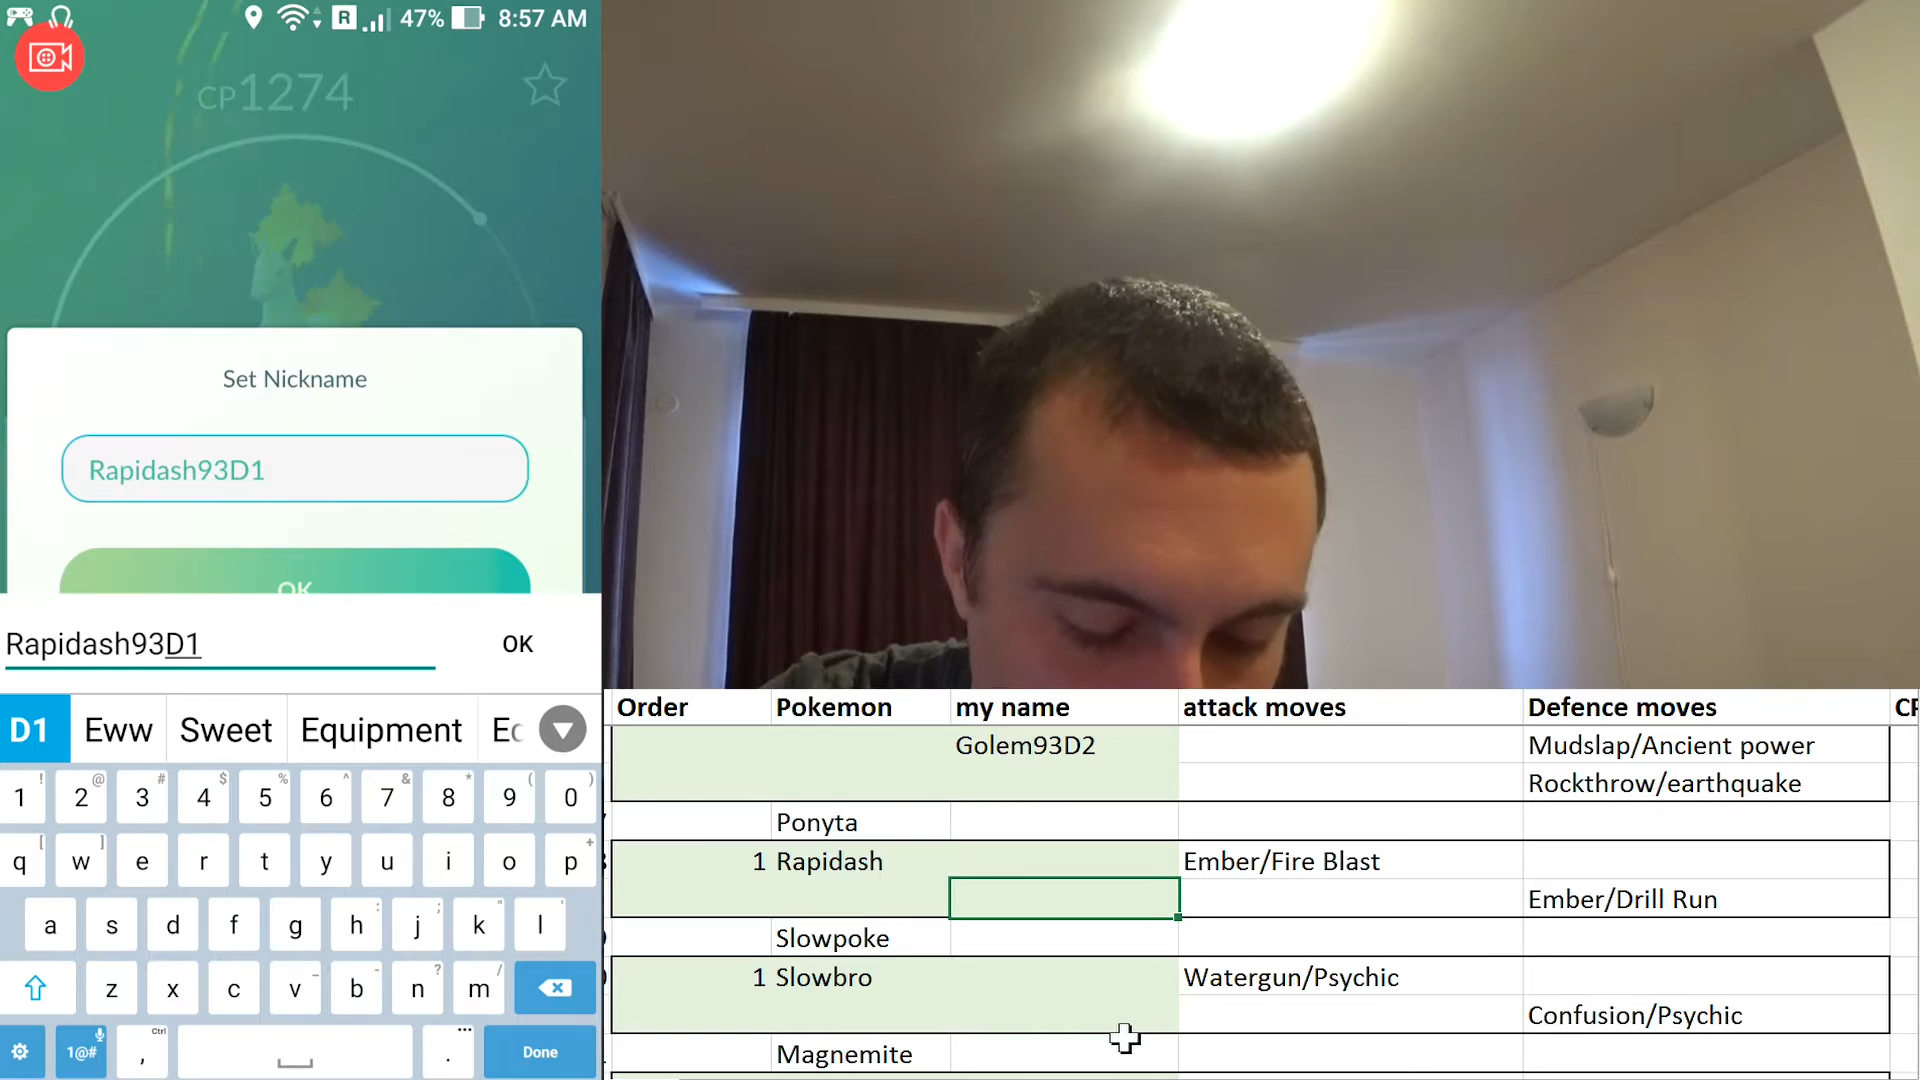 R 47% 8:57 AM
CP1274
Set Nickname
Rapidash93D1
OK
Rapidash93D1 OK
D1 Eww Sweet Equipment
! @ # $ % ^ & * ( )
1 2 3 4 5 6 7 8 9 0
[ ] +
q w e r t y u i o p
: ; "
a s d f g h j k l
_ - ? /
z x c v b n m
Ctrl
1@# , . Done
Order Pokemon my name attack moves Defence moves
Golem93D2 Mudslap/Ancient power
Rockthrow/earthquake
Ponyta
1 Rapidash Ember/Fire Blast
Ember/Drill Run
Slowpoke
1 Slowbro Watergun/Psychic
Confusion/Psychic
Magnemite